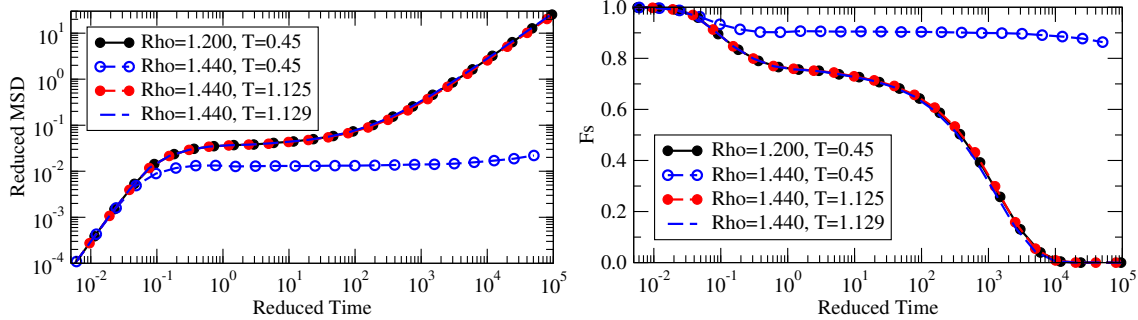 Reduced MSD
10^1
10^0
10^-1
10^-2
10^-3
10^-4
Rho=1.200, T=0.45
Rho=1.440, T=0.45
Rho=1.440, T=1.125
Rho=1.440, T=1.129
10^-2 10^-1 10^0 10^1 10^2 10^3 10^4 10^5
Reduced Time
Fs
1.0
0.8
0.6
0.4
0.2
0.0
Rho=1.200, T=0.45
Rho=1.440, T=0.45
Rho=1.440, T=1.125
Rho=1.440, T=1.129
10^-2 10^-1 10^0 10^1 10^2 10^3 10^4 10^5
Reduced Time